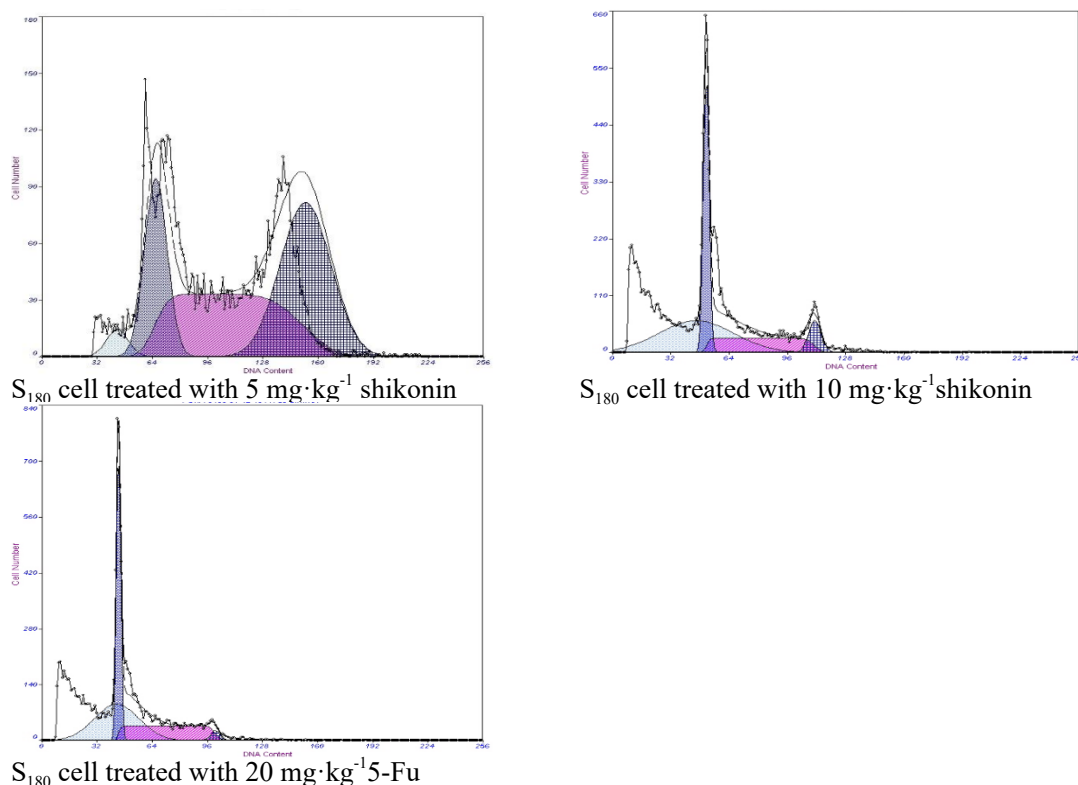 180
150
120
90
60
30
0
Cell Number
0 32 64 96 128 160 192 224 256
DNA Content
S₁₈₀ cell treated with 5 mg·kg⁻¹ shikonin
660
550
440
330
220
110
0
Cell Number
0 32 64 96 128 160 192 224
DNA Content
S₁₈₀ cell treated with 10 mg·kg⁻¹shikonin
840
700
560
420
280
140
0
Cell Number
0 32 64 96 128 160 192 224 256
DNA Content
S₁₈₀ cell treated with 20 mg·kg⁻¹5-Fu